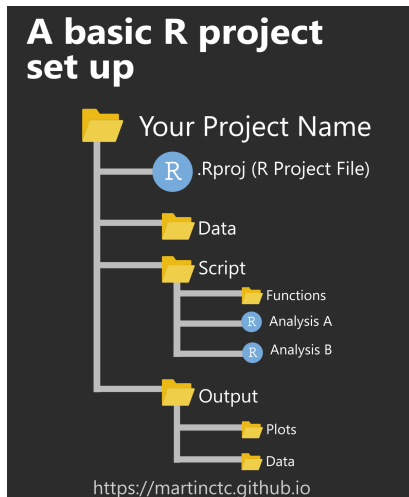 A basic R project
set up
Your Project Name
R .Rproj (R Project File)
Data
Script
Functions
R Analysis A
R Analysis B
Output
Plots
Data
https://martinctc.github.io